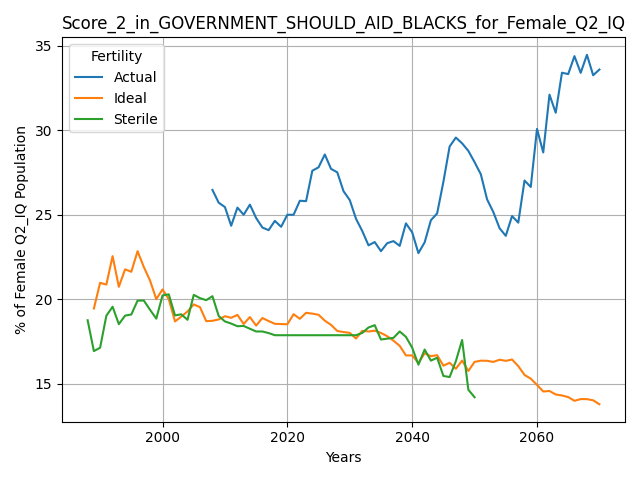 Score_2_in_GOVERNMENT_SHOULD_AID_BLACKS_for_Female_Q2_IQ
Fertility
Actual
Ideal
Sterile
% of Female Q2_IQ Population
35
30
25
20
15
2000
2020
2040
2060
Years